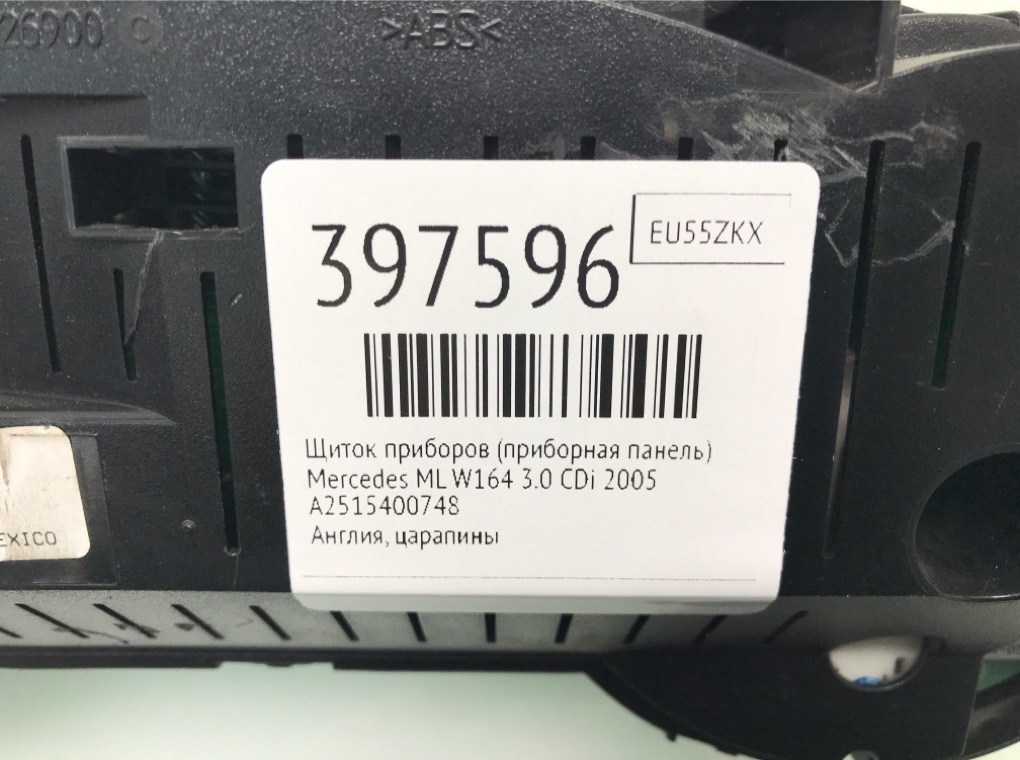 26900 ©
>ABS<
397596
EU55ZKX
Щиток приборов (приборная панель)
Mercedes ML W164 3.0 CDi 2005
A2515400748
Англия, царапины
EXICO